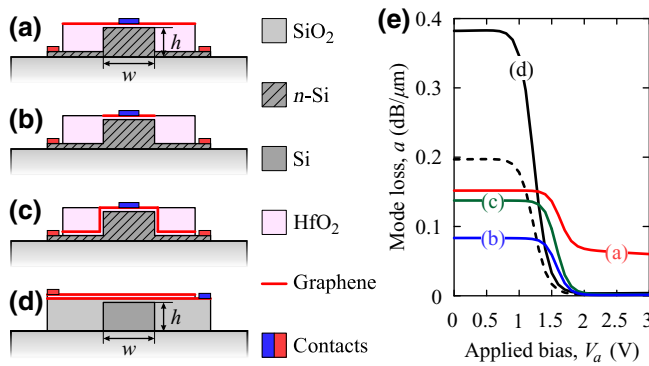 (a)
h
w
(b)
(c)
(d)
h
w
SiO2
n-Si
Si
HfO2
Graphene
Contacts
(e)
Mode loss, a (dB/μm)
0.4
0.3
0.2
0.1
0
(d)
(c)
(b)
(a)
0 0.5 1 1.5 2 2.5 3
Applied bias, Va (V)